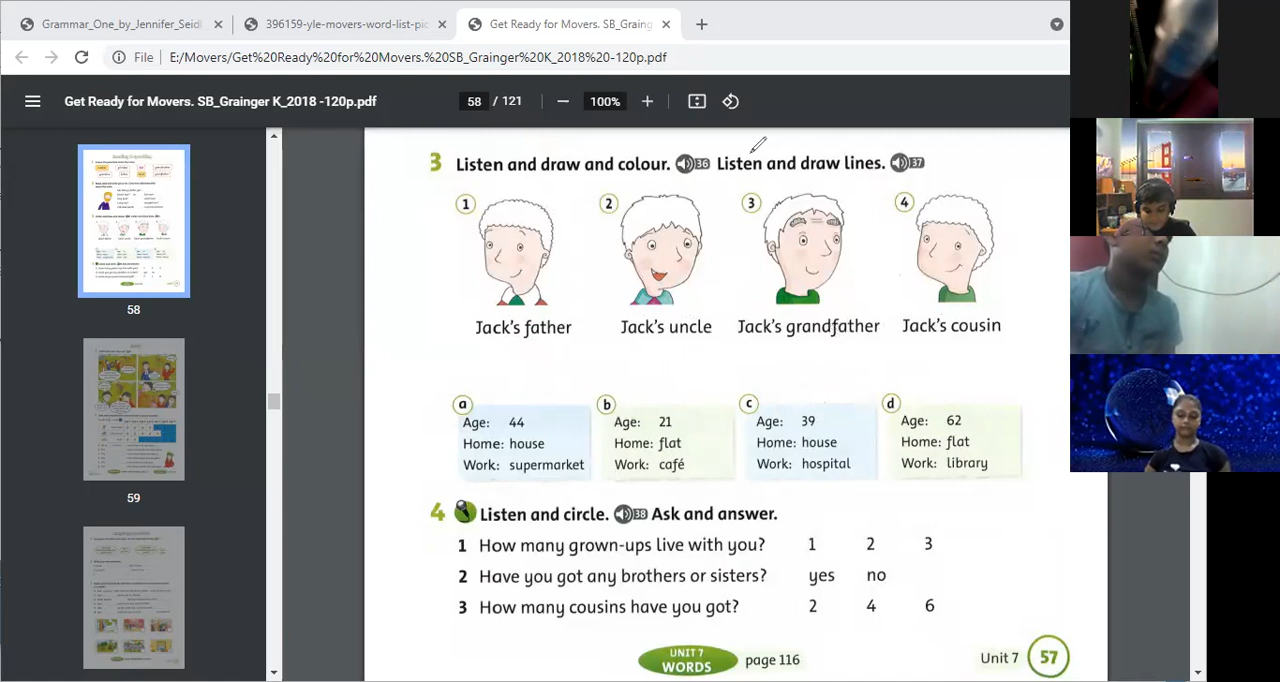 Grammar_One_by_Jennifer_Seidl
396159-yle-movers-word-list-pic
Get Ready for Movers. SB_Graing
File
E:/Movers/Get%20Ready%20for%20Movers.%20SB_Grainger%20K_2018%20-120p.pdf
Get Ready for Movers. SB_Grainger K_2018 -120p.pdf
58 / 121
100%
58
59
3 Listen and draw and colour. 36 Listen and draw lines. 37
1 2 3 4
Jack's father Jack's uncle Jack's grandfather Jack's cousin
a
Age: 44
Home: house
Work: supermarket
b
Age: 21
Home: flat
Work: café
c
Age: 39
Home: house
Work: hospital
d
Age: 62
Home: flat
Work: library
4 Listen and circle. 38 Ask and answer.
1 How many grown-ups live with you? 1 2 3
2 Have you got any brothers or sisters? yes no
3 How many cousins have you got? 2 4 6
UNIT 7
WORDS
page 116
Unit 7 57